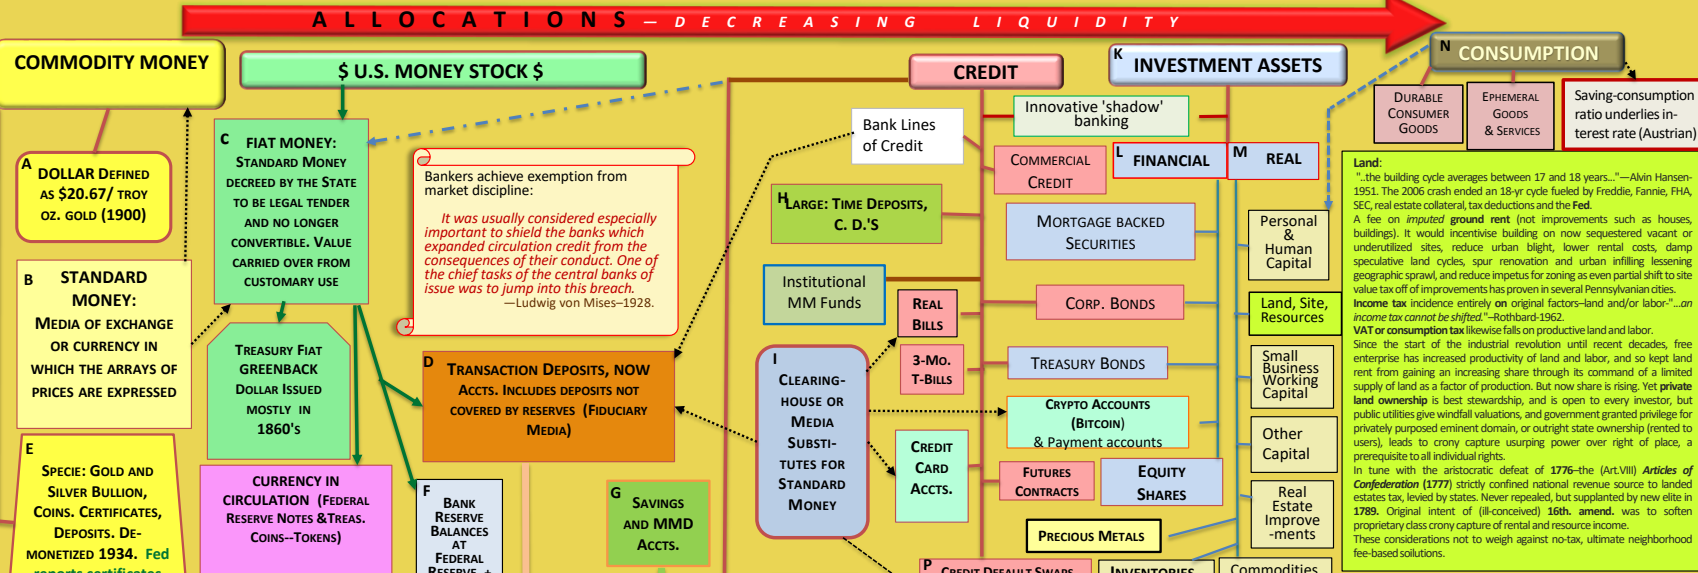 ALLOCATIONS — DECREASING LIQUIDITY
COMMODITY MONEY
$ U.S. MONEY STOCK $
CREDIT
K INVESTMENT ASSETS
N CONSUMPTION
A DOLLAR DEFINED
AS $20.67/ TROY
OZ. GOLD (1900)
B STANDARD
MONEY:
MEDIA OF EXCHANGE
OR CURRENCY IN
WHICH THE ARRAYS OF
PRICES ARE EXPRESSED
E
SPECIE: GOLD AND
SILVER BULLION,
COINS. CERTIFICATES,
DEPOSITS. DE-
MONETIZED 1934. Fed
reports certificates
C FIAT MONEY:
STANDARD MONEY
DECREED BY THE STATE
TO BE LEGAL TENDER
AND NO LONGER
CONVERTIBLE. VALUE
CARRIED OVER FROM
CUSTOMARY USE
TREASURY FIAT
GREENBACK
DOLLAR ISSUED
MOSTLY IN
1860'S
CURRENCY IN
CIRCULATION (FEDERAL
RESERVE NOTES &TREAS.
COINS--TOKENS)
Bankers achieve exemption from
market discipline:
It was usually considered especially
important to shield the banks which
expanded circulation credit from the
consequences of their conduct. One of
the chief tasks of the central banks of
issue was to jump into this breach.
—Ludwig von Mises–1928.
D TRANSACTION DEPOSITS, NOW
ACCTS. INCLUDES DEPOSITS NOT
COVERED BY RESERVES (FIDUCIARY
MEDIA)
F
BANK
RESERVE
BALANCES
AT
FEDERAL
RESERVE +
G SAVINGS
AND MMD
ACCTS.
Bank Lines
of Credit
H LARGE: TIME DEPOSITS,
C. D.'S
Institutional
MM Funds
I
CLEARING-
HOUSE OR
MEDIA
SUBSTI-
TUTES FOR
STANDARD
MONEY
REAL
BILLS
3-MO.
T-BILLS
CREDIT
CARD
ACCTS.
Innovative 'shadow'
banking
COMMERCIAL
CREDIT
L FINANCIAL
M REAL
MORTGAGE BACKED
SECURITIES
CORP. BONDS
TREASURY BONDS
CRYPTO ACCOUNTS
(BITCOIN)
& Payment accounts
FUTURES
CONTRACTS
EQUITY
SHARES
PRECIOUS METALS
P CREDIT DEFAULT SWAPS
INVENTORIES
Personal
&
Human
Capital
Land, Site,
Resources
Small
Business
Working
Capital
Other
Capital
Real
Estate
Improve
-ments
Commodities
DURABLE
CONSUMER
GOODS
EPHEMERAL
GOODS
& SERVICES
Saving-consumption
ratio underlies in-
terest rate (Austrian)
Land:
"..the building cycle averages between 17 and 18 years..."—Alvin Hansen-
1951. The 2006 crash ended an 18-yr cycle fueled by Freddie, Fannie, FHA,
SEC, real estate collateral, tax deductions and the Fed.
A fee on imputed ground rent (not improvements such as houses,
buildings). It would incentivise building on now sequestered vacant or
underutilized sites, reduce urban blight, lower rental costs, damp
speculative land cycles, spur renovation and urban infilling lessening
geographic sprawl, and reduce impetus for zoning as even partial shift to site
value tax off of improvements has proven in several Pennsylvanian cities.
Income tax incidence entirely on original factors–land and/or labor-"...an
income tax cannot be shifted."–Rothbard-1962.
VAT or consumption tax likewise falls on productive land and labor.
Since the start of the industrial revolution until recent decades, free
enterprise has increased productivity of land and labor, and so kept land
rent from gaining an increasing share through its command of a limited
supply of land as a factor of production. But now share is rising. Yet private
land ownership is best stewardship, and is open to every investor, but
public utilities give windfall valuations, and government granted privilege for
privately purposed eminent domain, or outright state ownership (rented to
users), leads to crony capture usurping power over right of place, a
prerequisite to all individual rights.
In tune with the aristocratic defeat of 1776–the (Art.VIII) Articles of
Confederation (1777) strictly confined national revenue source to landed
estates tax, levied by states. Never repealed, but supplanted by new elite in
1789. Original intent of (ill-conceived) 16th. amend. was to soften
proprietary class crony capture of rental and resource income.
These considerations not to weigh against no-tax, ultimate neighborhood
fee-based soilutions.